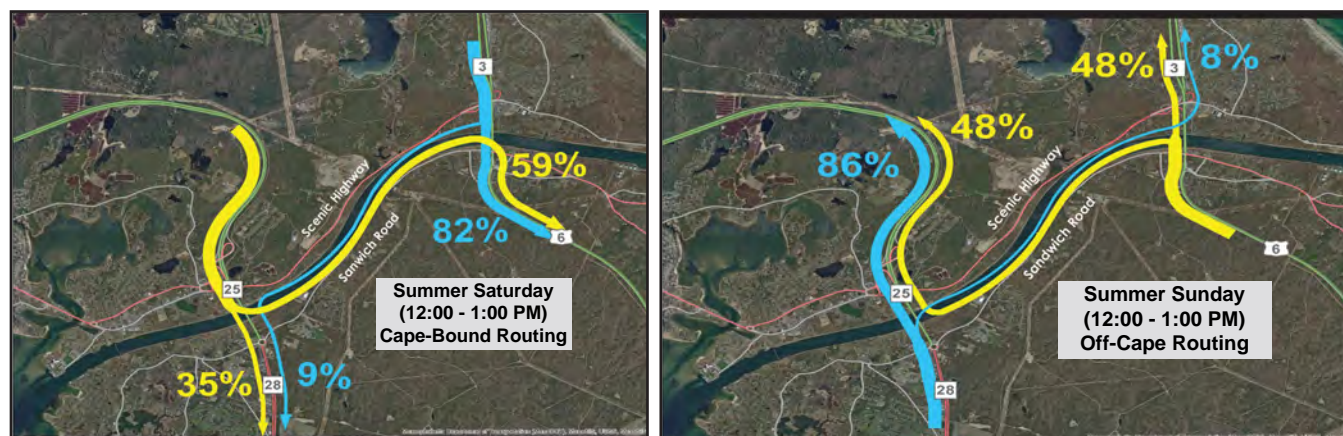 3
59%
82%
6
Scenic Highway
Sanwich Road
25
Summer Saturday
(12:00 - 1:00 PM)
Cape-Bound Routing
35%
9%
28
48%
3
8%
48%
86%
Scenic Highway
Sandwich Road
6
25
Summer Sunday
(12:00 - 1:00 PM)
Off-Cape Routing
28